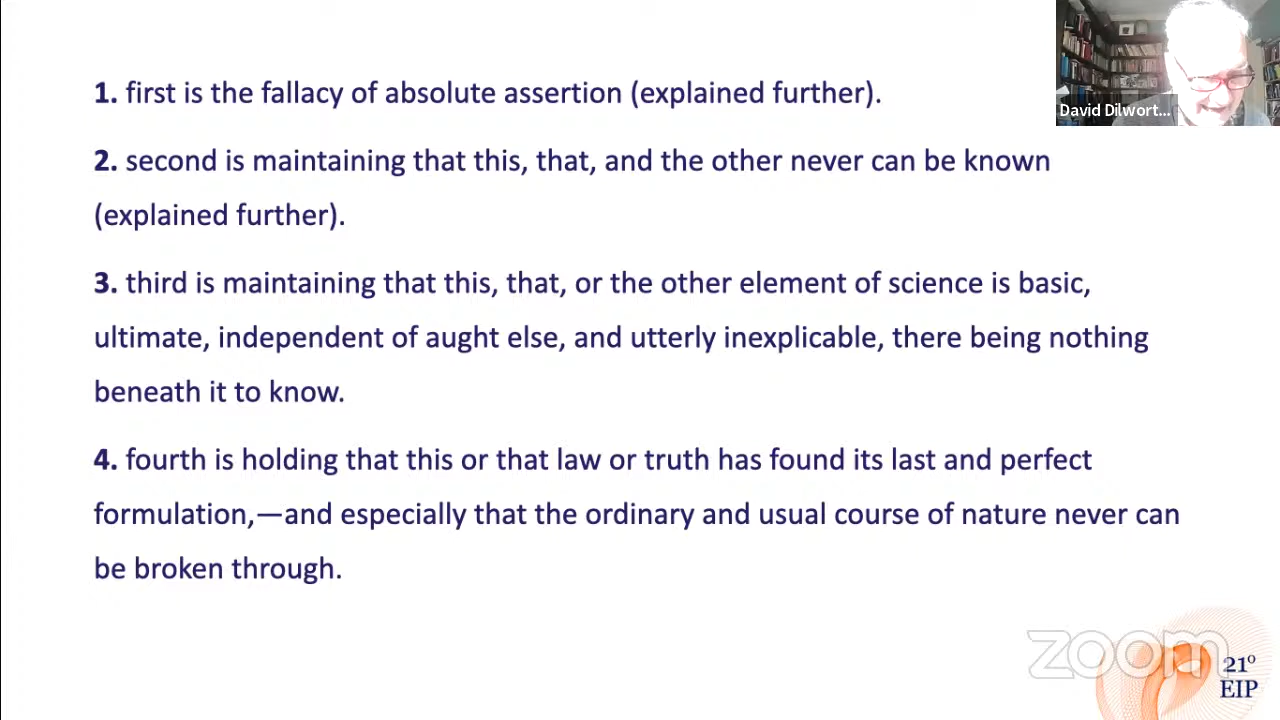 1. first is the fallacy of absolute assertion (explained further).
David Dilwort...
2. second is maintaining that this, that, and the other never can be known
(explained further).
3. third is maintaining that this, that, or the other element of science is basic,
ultimate, independent of aught else, and utterly inexplicable, there being nothing
beneath it to know.
4. fourth is holding that this or that law or truth has found its last and perfect
formulation,—and especially that the ordinary and usual course of nature never can
be broken through.
zoom
21º
EIP